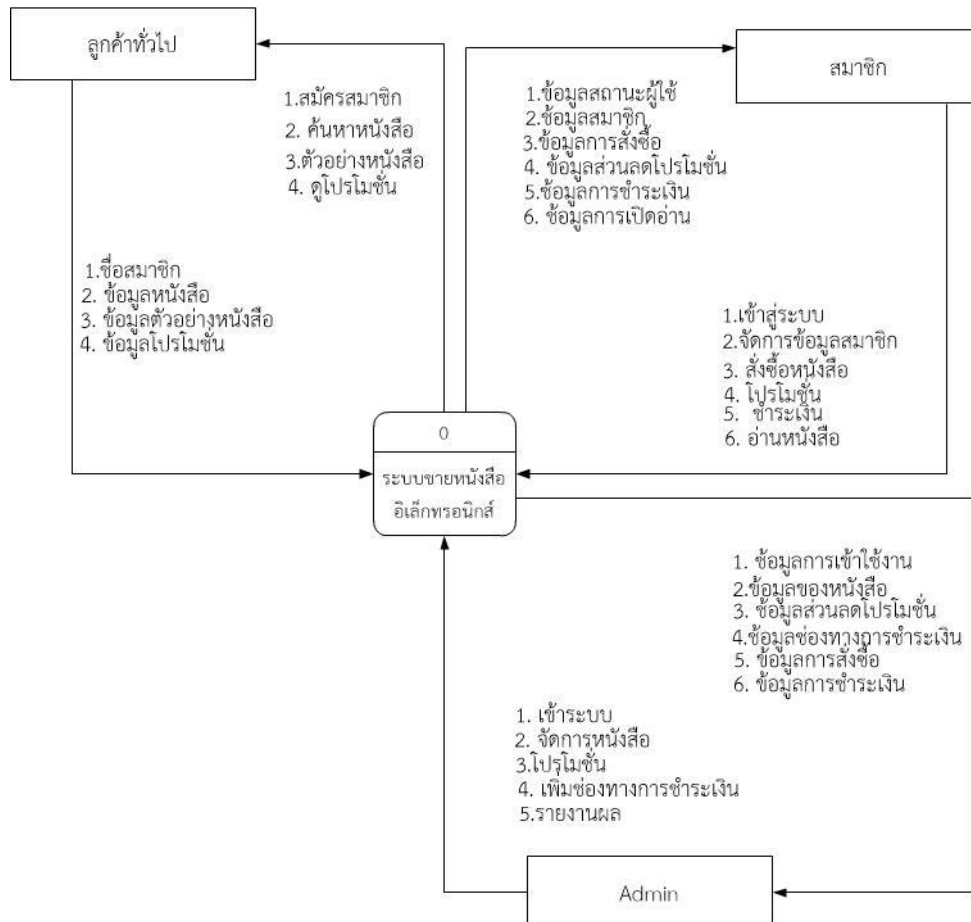 ลูกค้าทั่วไป
สมาชิก
1.สมัครสมาชิก
2. ค้นหาหนังสือ
3.ตัวอย่างหนังสือ
4. ดูโปรโมชั่น
1.ข้อมูลสถานะผู้ใช้
2.ข้อมูลสมาชิก
3.ข้อมูลการสั่งซื้อ
4. ข้อมูลส่วนลดโปรโมชั่น
5.ข้อมูลการชำระเงิน
6. ข้อมูลการเปิดอ่าน
1.ชื่อสมาชิก
2. ข้อมูลหนังสือ
3. ข้อมูลตัวอย่างหนังสือ
4. ข้อมูลโปรโมชั่น
1.เข้าสู่ระบบ
2.จัดการข้อมูลสมาชิก
3. สั่งซื้อหนังสือ
4. โปรโมชั่น
5. ชำระเงิน
6. อ่านหนังสือ
0
ระบบขายหนังสือ
อิเล็กทรอนิกส์
1. ข้อมูลการเข้าใช้งาน
2.ข้อมูลของหนังสือ
3. ข้อมูลส่วนลดโปรโมชั่น
4.ข้อมูลช่องทางการชำระเงิน
5. ข้อมูลการสั่งซื้อ
6. ข้อมูลการชำระเงิน
1. เข้าระบบ
2. จัดการหนังสือ
3.โปรโมชั่น
4. เพิ่มช่องทางการชำระเงิน
5.รายงานผล
Admin